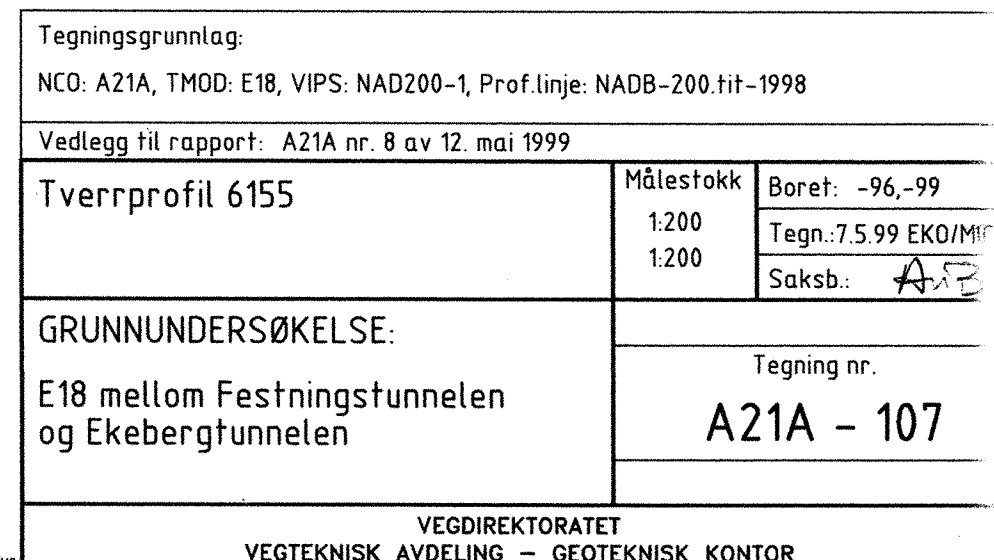 Tegningsgrunnlag:
NCO: A21A, TMOD: E18, VIPS: NAD200-1, Prof.linje: NADB-200.tit-1998
Vedlegg til rapport: A21A nr. 8 av 12. mai 1999
Tverrprofil 6155
Målestokk
1:200
1:200
Boret: -96,-99
Tegn.:7.5.99 EKO/
Saksb.:
GRUNNUNDERSØKELSE:
E18 mellom Festningstunnelen
og Ekebergtunnelen
Tegning nr.
A21A - 107
VEGDIREKTORATET
VEGTEKNISK AVDELING - GEOTEKNISK KONTOR